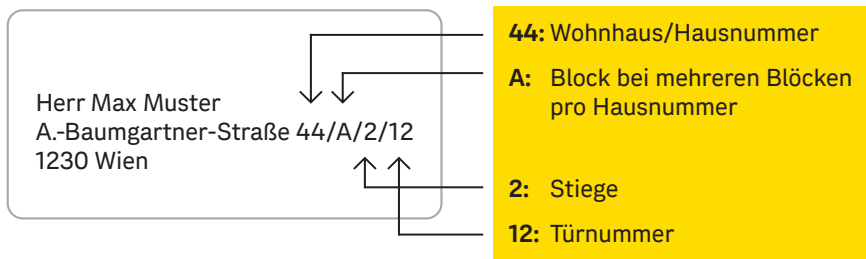 Herr Max Muster
A.-Baumgartner-Straße 44/A/2/12
1230 Wien
44: Wohnhaus/Hausnummer
A: Block bei mehreren Blöcken
pro Hausnummer
2: Stiege
12: Türnummer